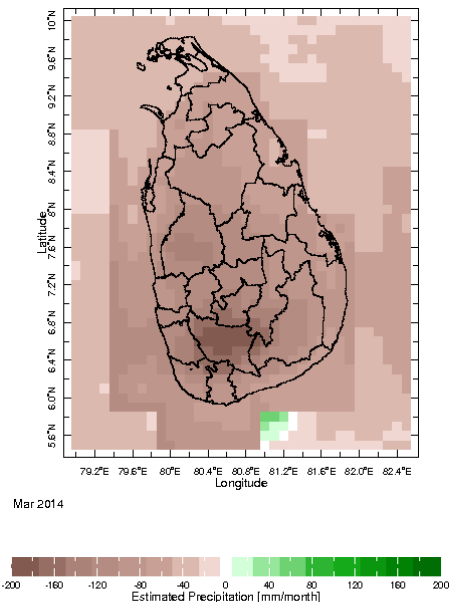 10°N
9.6°N
9.2°N
8.8°N
8.4°N
8°N
7.6°N
7.2°N
6.8°N
6.4°N
6.0°N
5.6°N
Latitude
79.2°E 79.6°E 80°E 80.4°E 80.8°E 81.2°E 81.6°E 82.0°E 82.4°E
Longitude
Mar 2014
-200 -160 -120 -80 -40 0 40 80 120 160 200
Estimated Precipitation [mm/month]